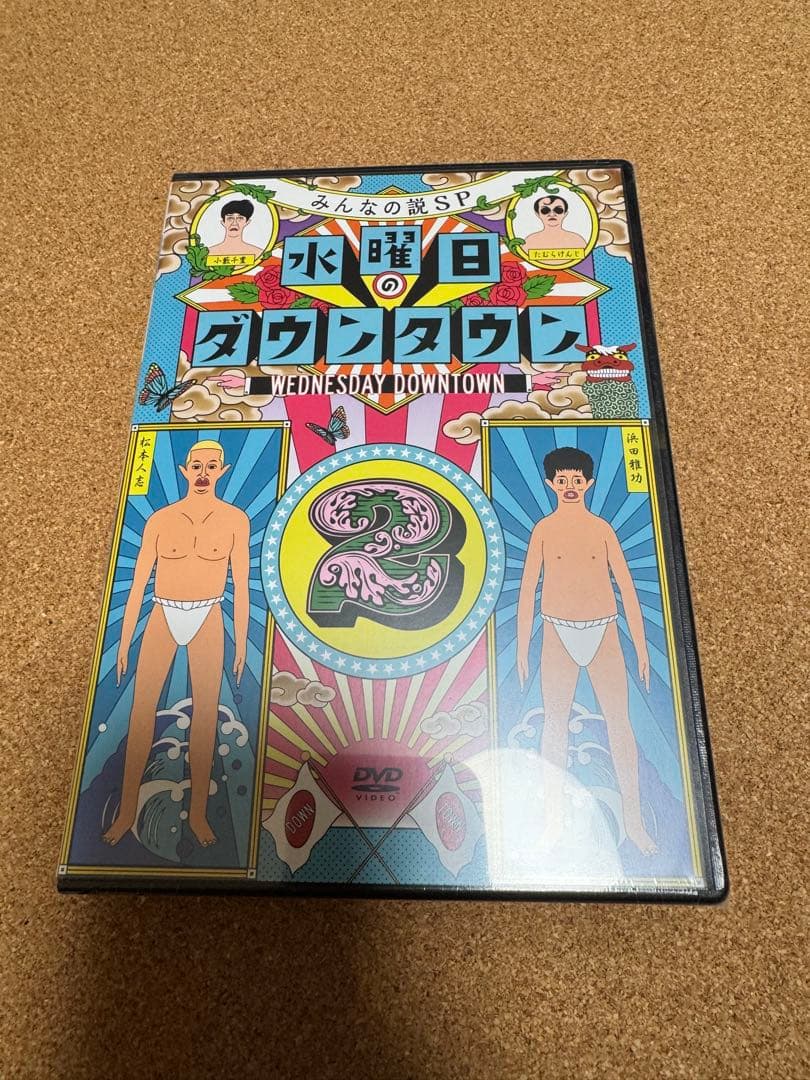 みんなの説SP
小籔千豊
たむらけんじ
水曜日
の
ダウンタウン
WEDNESDAY DOWNTOWN
松本人志
浜田雅功
2
DVD
VIDEO
DOWN
TOWN